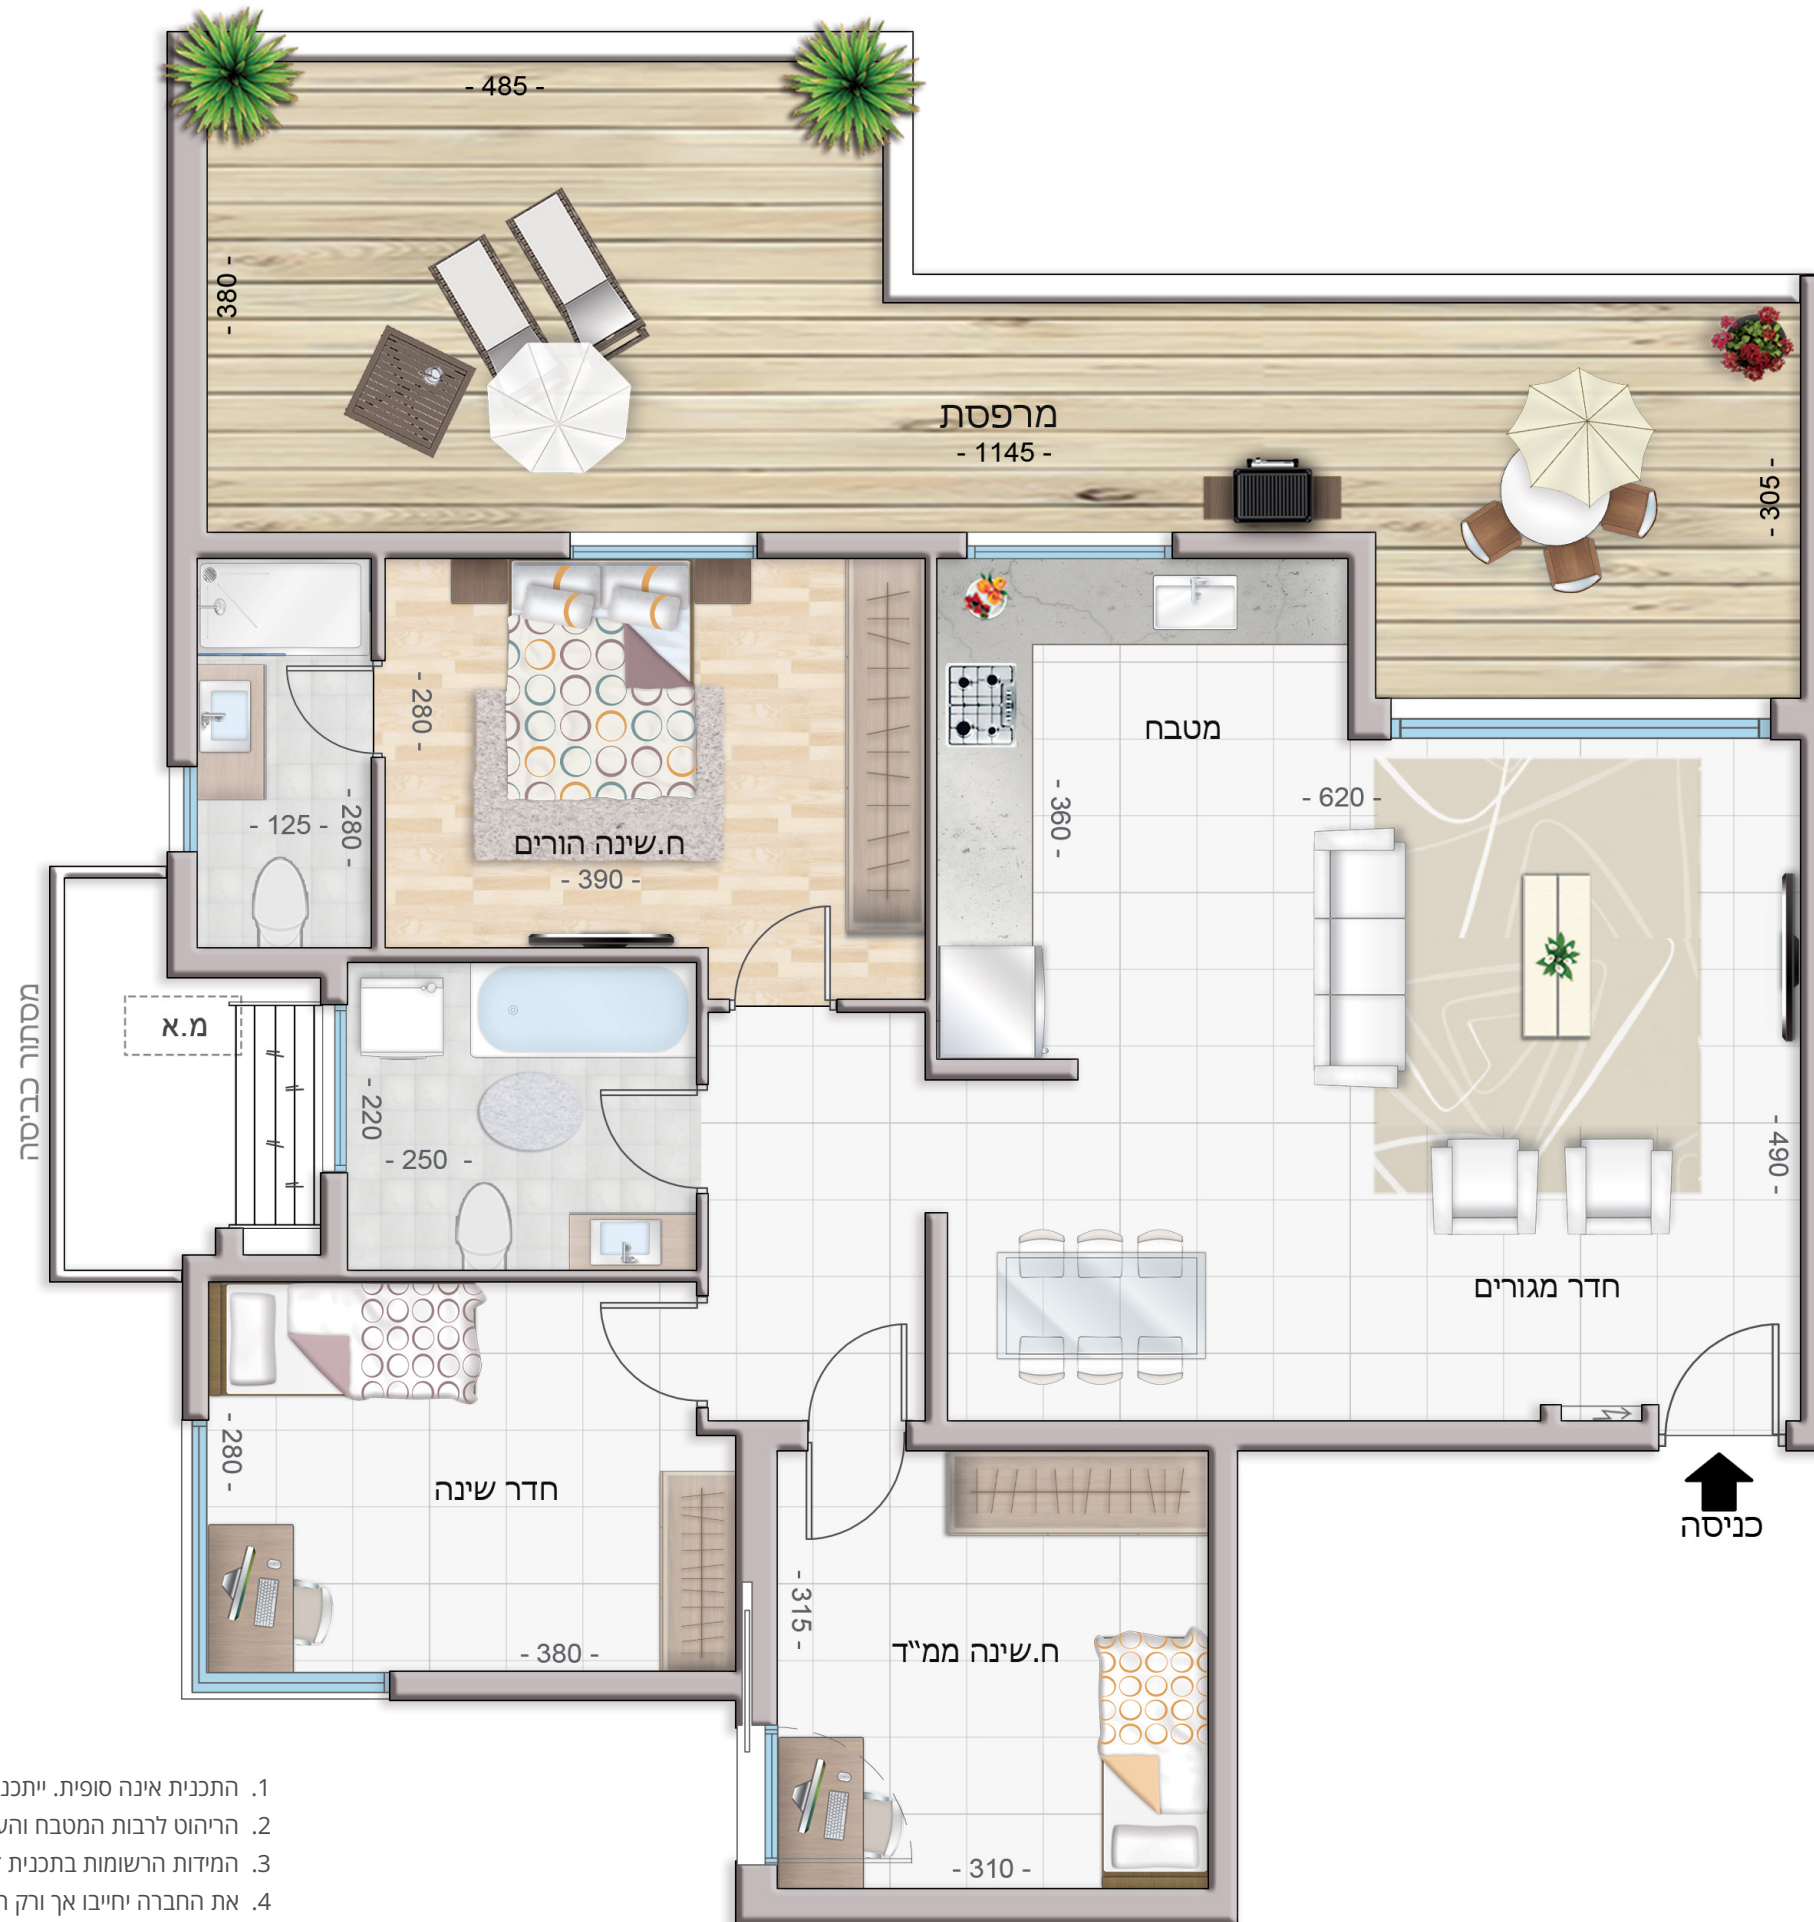 - 485 -
- 380 -
מרפסת
- 1145 -
- 305 -
מטבח
- 280 -
- 360 -
- 620 -
- 125 -
- 280 -
ח.שינה הורים
- 390 -
מ.א
מסתור כביסה
- 220 -
- 250 -
- 490 -
חדר מגורים
- 280 -
חדר שינה
כניסה
- 315 -
ח.שינה ממ"ד
- 380 -
- 310 -
1. התכנית אינה סופית. ייתכנ
2. הריהוט לרבות המטבח
3. המידות הרשומות בתכנית
4. את החברה יחייבו אך ורק